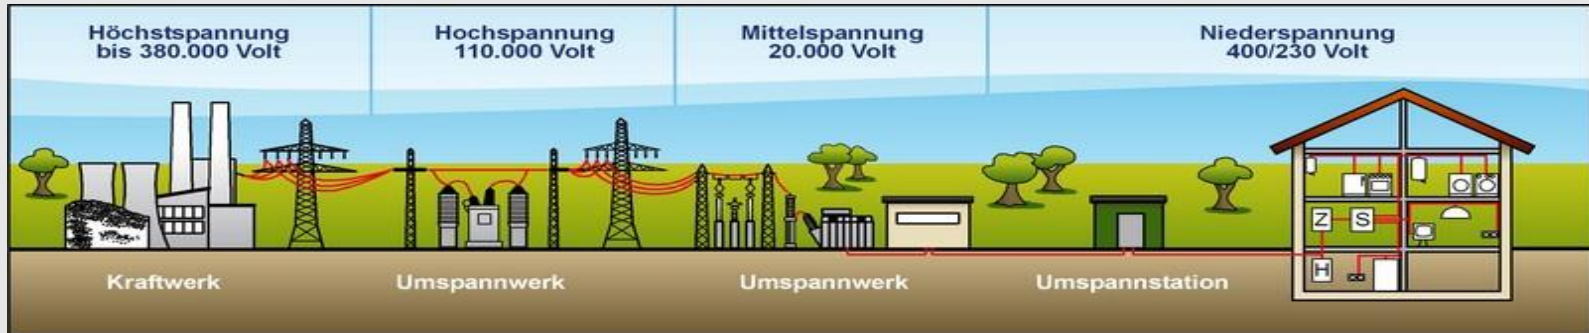 Höchstspannung
bis 380.000 Volt
Hochspannung
110.000 Volt
Mittelspannung
20.000 Volt
Niederspannung
400/230 Volt
Z
S
H
Kraftwerk
Umspannwerk
Umspannwerk
Umspannstation